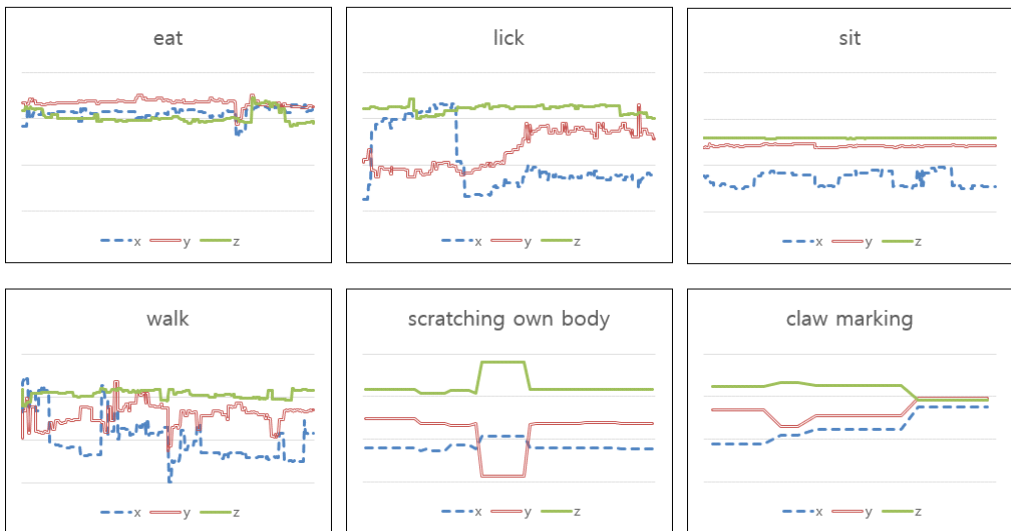 eat
x y z
lick
x y z
sit
x y z
walk
x y z
scratching own body
x y z
claw marking
x y z